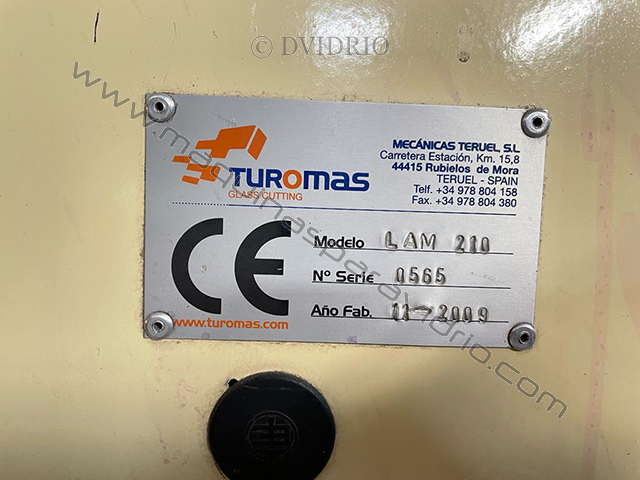 © DVIDRIO
www.maquinasparavidrio.com
TUROMAS
GLASS CUTTING
MECÁNICAS TERUEL S.L
Carretera Estación, Km. 15,8
44415 Rubielos de Mora
TERUEL - SPAIN
Telf. +34 978 804 158
Fax. +34 978 804 380
CE
Modelo LAM 210
Nº Serie 0565
Año Fab. 11-2009
www.turomas.com